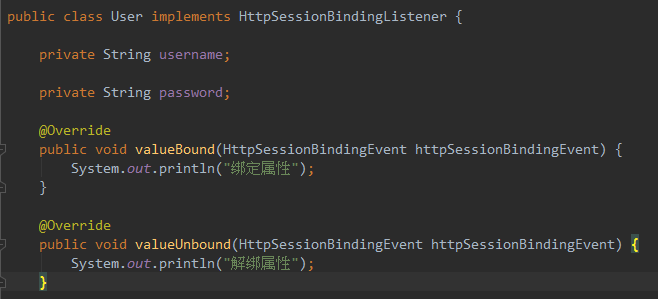 public class User implements HttpSessionBindingListener {
private String username;
private String password;
@Override
public void valueBound(HttpSessionBindingEvent httpSessionBindingEvent) {
System.out.println("绑定属性");
}
@Override
public void valueUnbound(HttpSessionBindingEvent httpSessionBindingEvent) {
System.out.println("解绑属性");
}